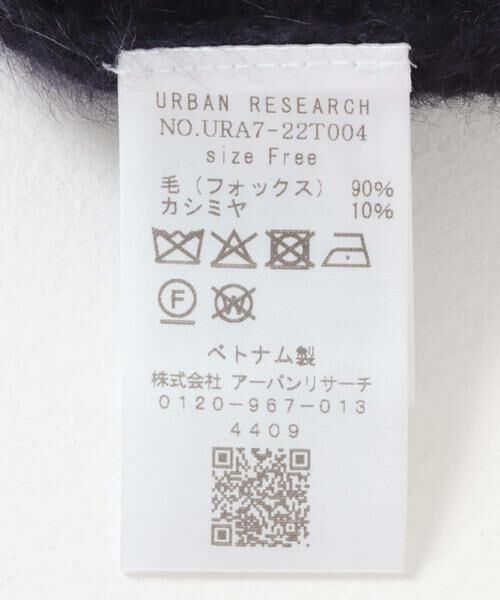 URBAN RESEARCH
NO.URA7-22T004
size Free
毛（フォックス） 90%
カシミヤ 10%
F W
ベトナム製
株式会社 アーバンリサーチ
0120-967-013
4409